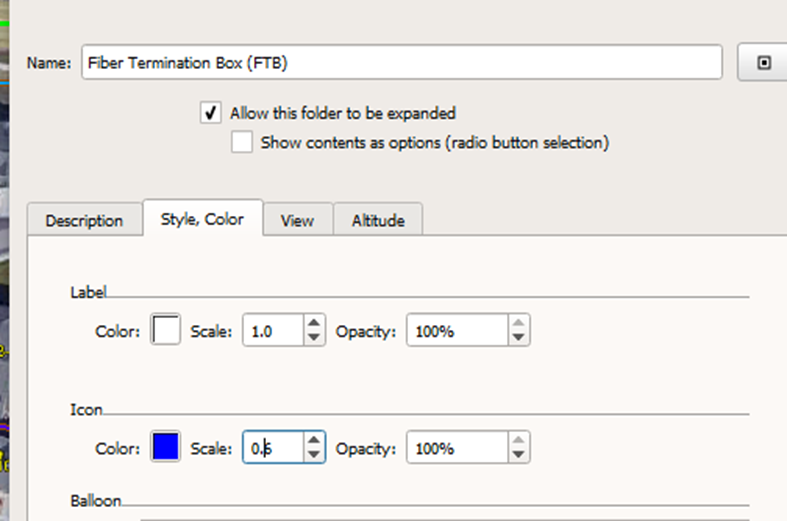 Name: Fiber Termination Box (FTB)
Allow this folder to be expanded
Show contents as options (radio button selection)
Description Style, Color View Altitude
Label
Color: Scale: 1.0 Opacity: 100%
Icon
Color: Scale: 0.6 Opacity: 100%
Balloon